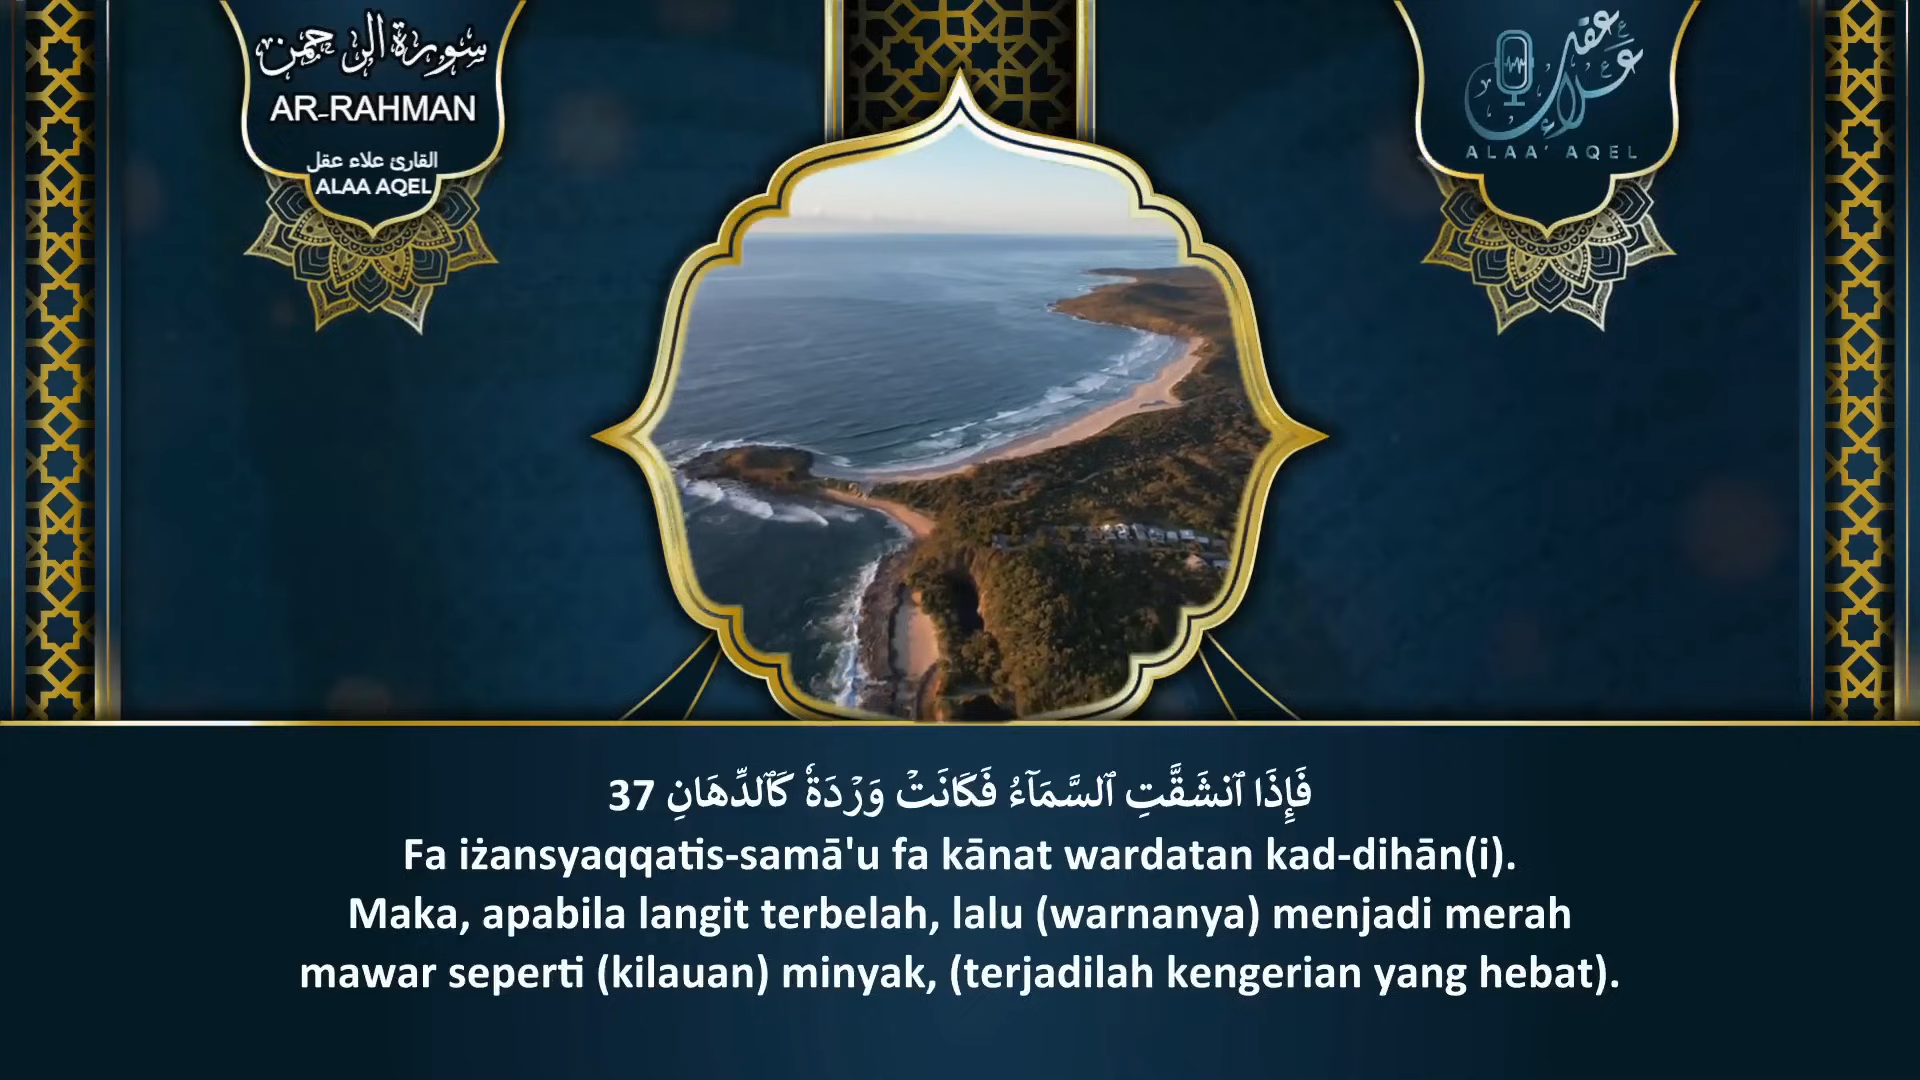 سورة الرحمن
AR-RAHMAN
القارئ علاء عقل
ALAA AQEL
علاء عقل
ALAA' AQEL
فَإِذَا ٱنشَقَّتِ ٱلسَّمَآءُ فَكَانَتْ وَرْدَةً كَٱلدِّهَانِ 37
Fa iżansyaqqatis-samā'u fa kānat wardatan kad-dihān(i).
Maka, apabila langit terbelah, lalu (warnanya) menjadi merah
mawar seperti (kilauan) minyak, (terjadilah kengerian yang hebat).